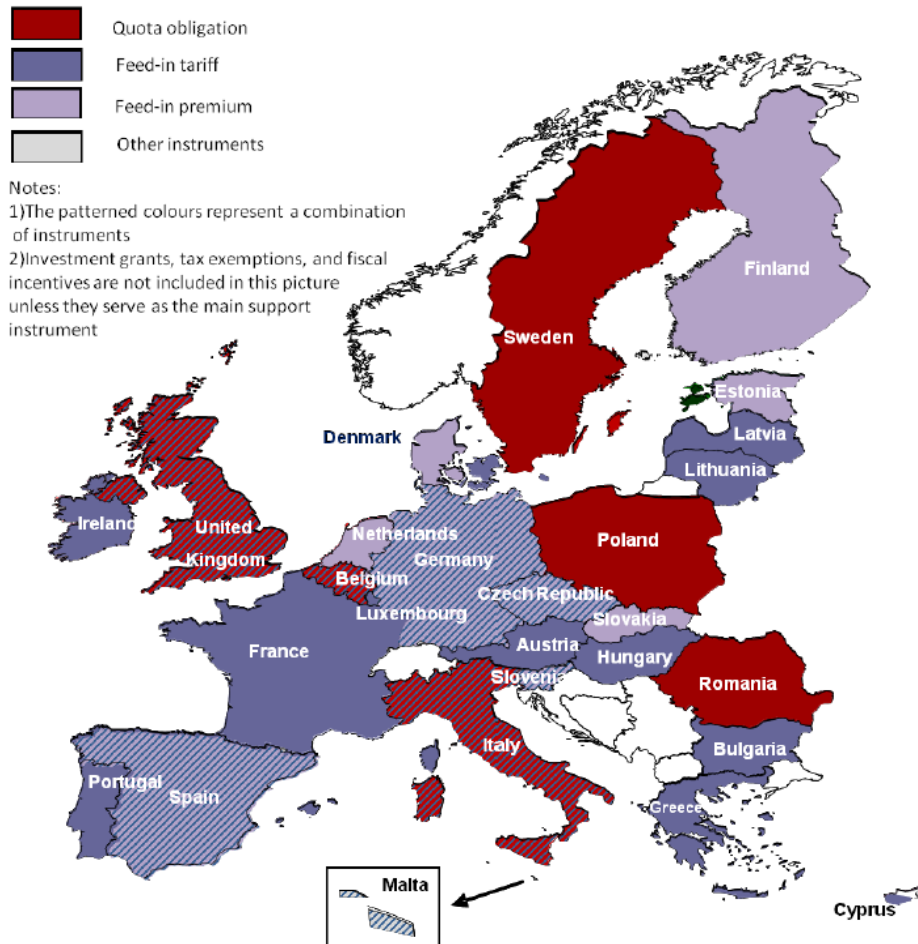 Quota obligation
Feed-in tariff
Feed-in premium
Other instruments
Notes:
1)The patterned colours represent a combination
of instruments
2)Investment grants, tax exemptions, and fiscal
incentives are not included in this picture
unless they serve as the main support
instrument
Finland
Sweden
Estonia
Denmark
Latvia
Lithuania
Ireland
United
Kingdom
Netherlands
Germany
Poland
Belgium
Czech Republic
Luxembourg
Slovakia
Austria
France
Hungary
Slovenia
Romania
Italy
Bulgaria
Portugal
Spain
Greece
Malta
Cyprus